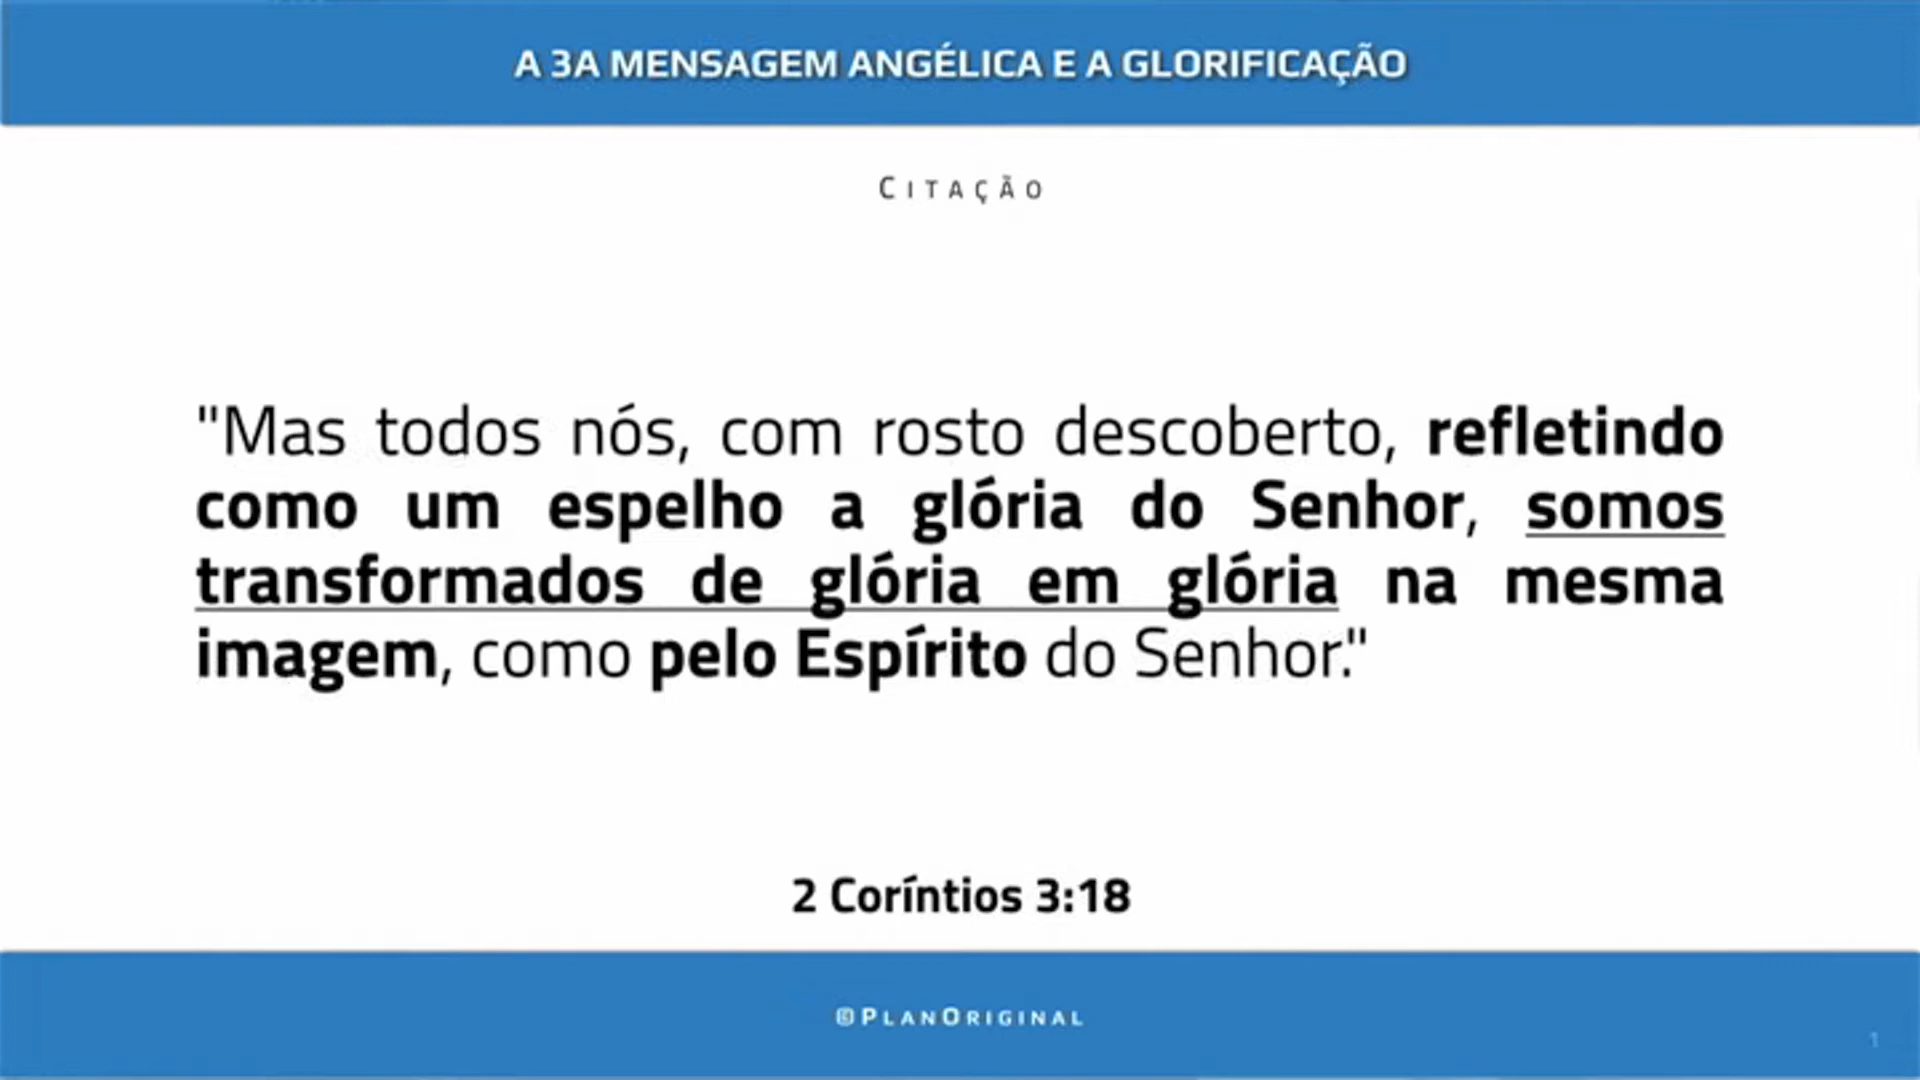 A 3A MENSAGEM ANGÉLICA E A GLORIFICAÇÃO
CITAÇÃO
"Mas todos nós, com rosto descoberto, refletindo
como um espelho a glória do Senhor, somos
transformados de glória em glória na mesma
imagem, como pelo Espírito do Senhor."
2 Coríntios 3:18
@PLANORIGINAL
1